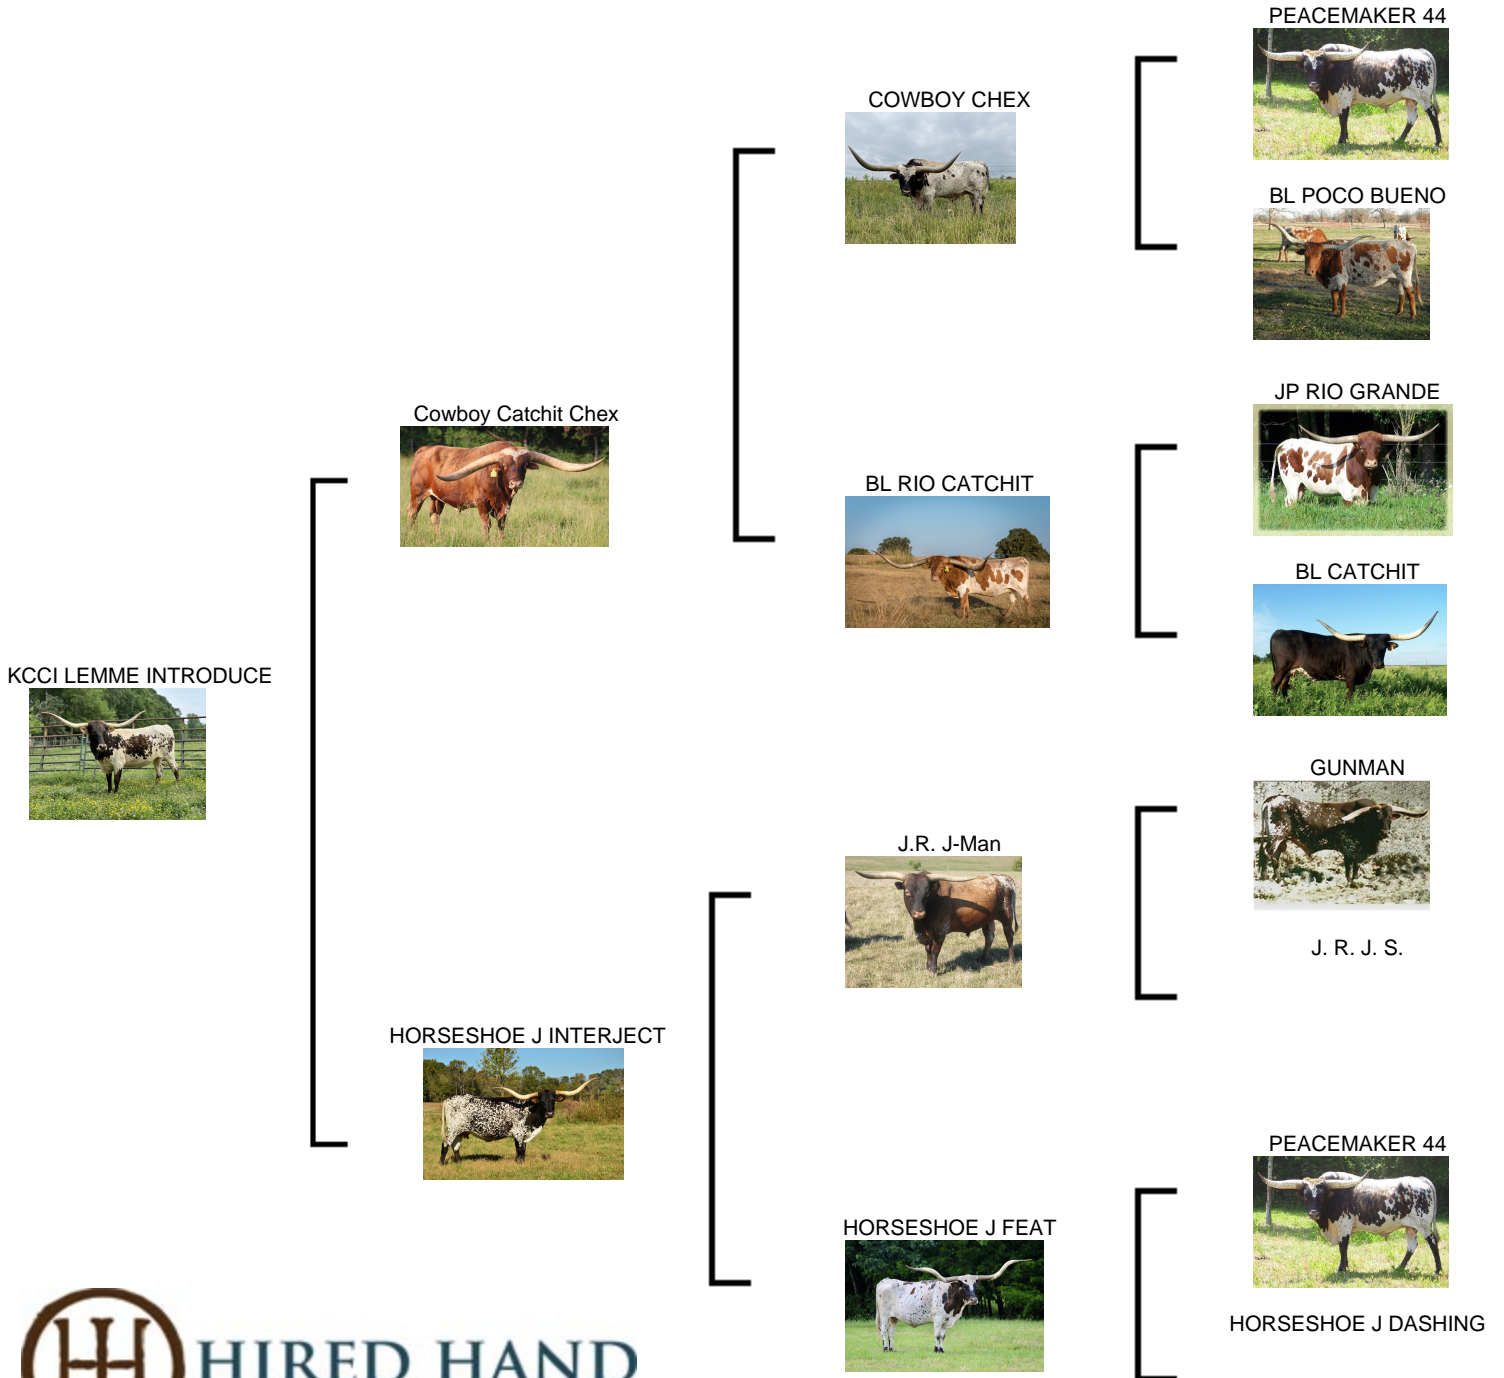 PEACEMAKER 44
COWBOY CHEX
BL POCO BUENO
JP RIO GRANDE
Cowboy Catchit Chex
BL RIO CATCHIT
BL CATCHIT
KCCI LEMME INTRODUCE
GUNMAN
J.R. J-Man
J. R. J. S.
HORSESHOE J INTERJECT
PEACEMAKER 44
HORSESHOE J FEAT
HORSESHOE J DASHING
HIRED HAND